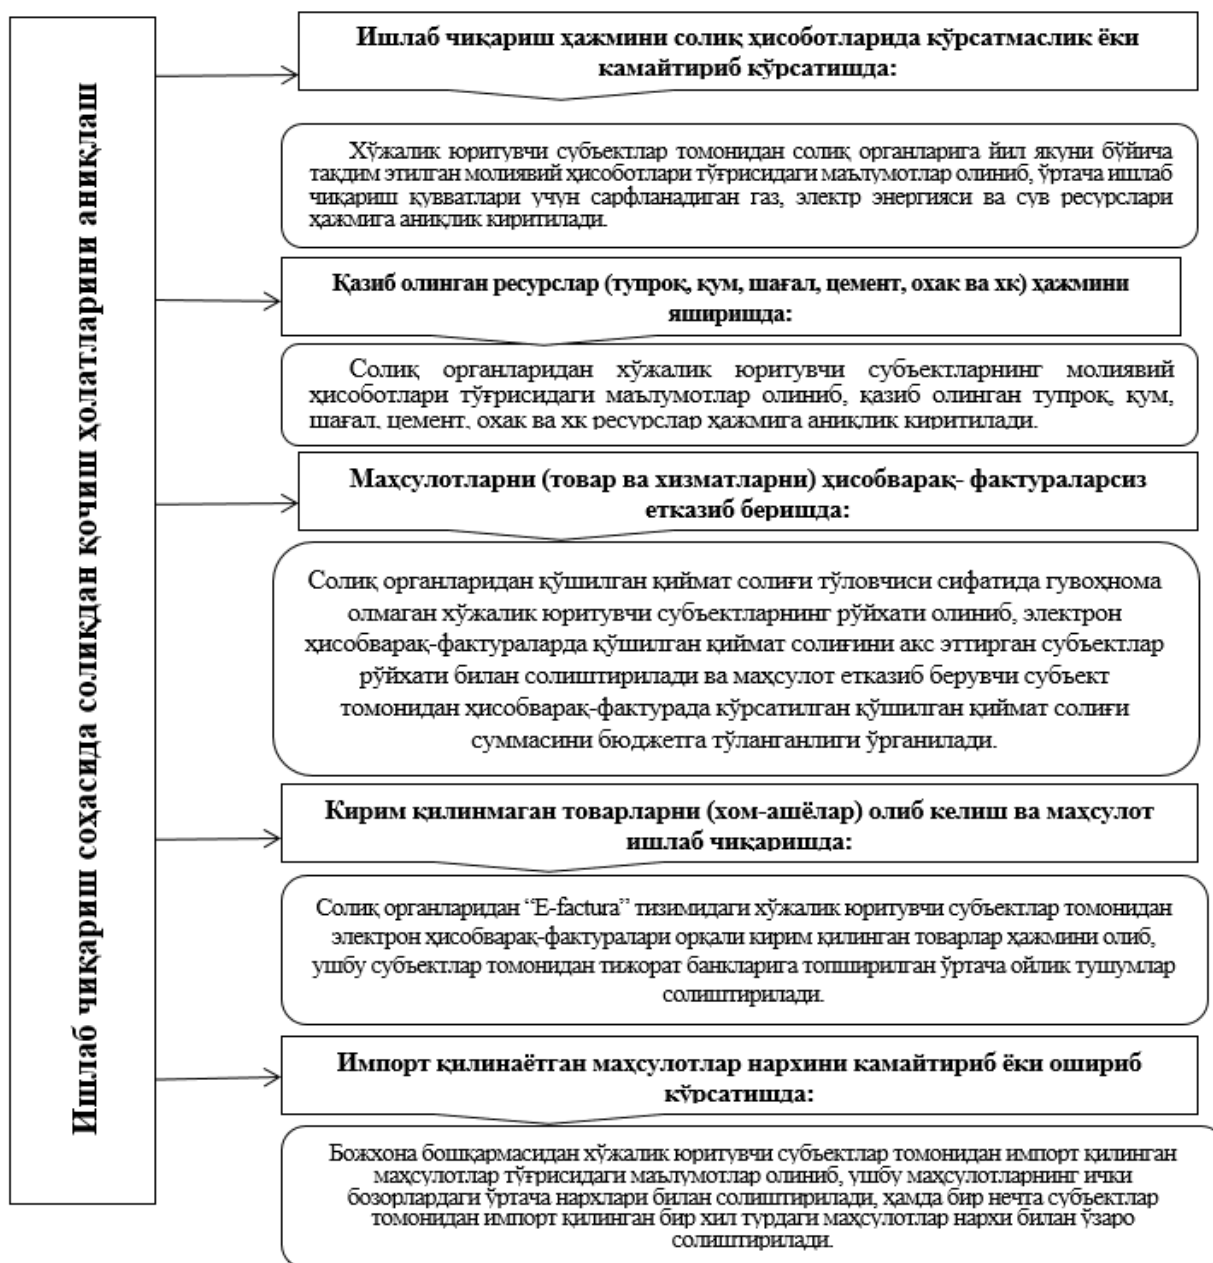 Ишлаб чиқариш соҳасида солиқдан қочиш ҳолатларини аниқлаш
Ишлаб чиқариш ҳажмини солиқ ҳисоботларида кўрсатмаслик ёки
камайтириб кўрсатишда:
Хўжалик юритувчи субъектлар томонидан солиқ органларига йил якуни бўйича
тақдим этилган молиявий ҳисоботлари тўғрисидаги маълумотлар олиниб, ўртача ишлаб
чиқариш қувватлари учун сарфланадиган газ, электр энергияси ва сув ресурслари
ҳажмига аниқлик киритилади.
Қазиб олинган ресурслар (тупроқ, қум, шағал, цемент, охак ва хк) ҳажмини
яширишда:
Солиқ органларидан хўжалик юритувчи субъектларнинг молиявий
ҳисоботлари тўғрисидаги маълумотлар олиниб, қазиб олинган тупроқ, қум,
шағал, цемент, охак ва хк ресурслар ҳажмига аниқлик киритилади.
Маҳсулотларни (товар ва хизматларни) ҳисобварақ- фактураларсиз
етказиб беришда:
Солиқ органларидан қўшилган қиймат солиғи тўловчиси сифатида гувоҳнома
олмаган хўжалик юритувчи субъектларнинг рўйхати олиниб, электрон
ҳисобварақ-фактураларда қўшилган қиймат солиғини акс эттирган субъектлар
рўйхати билан солиштирилади ва маҳсулот етказиб берувчи субъект
томонидан ҳисобварақ-фактурада кўрсатилган қўшилган қиймат солиғи
суммасини бюджетга тўланганлиги ўрганилади.
Кирим қилинмаган товарларни (хом-ашёлар) олиб келиш ва маҳсулот
ишлаб чиқаришда:
Солиқ органларидан “E-factura” тизимидаги хўжалик юритувчи субъектлар томонидан
электрон ҳисобварақ-фактуралари орқали кирим қилинган товарлар ҳажмини олиб,
ушбу субъектлар томонидан тижорат банкларига топширилган ўртача ойлик тушумлар
солиштирилади.
Импорт қилинаётган маҳсулотлар нархини камайтириб ёки ошириб
кўрсатишда:
Божхона бошқармасидан хўжалик юритувчи субъектлар томонидан импорт қилинган
маҳсулотлар тўғрисидаги маълумотлар олиниб, ушбу маҳсулотларнинг ички
бозорлардаги ўртача нархлари билан солиштирилади, ҳамда бир нечта субъектлар
томонидан импорт қилинган бир хил турдаги маҳсулотлар нархи билан ўзаро
солиштирилади.